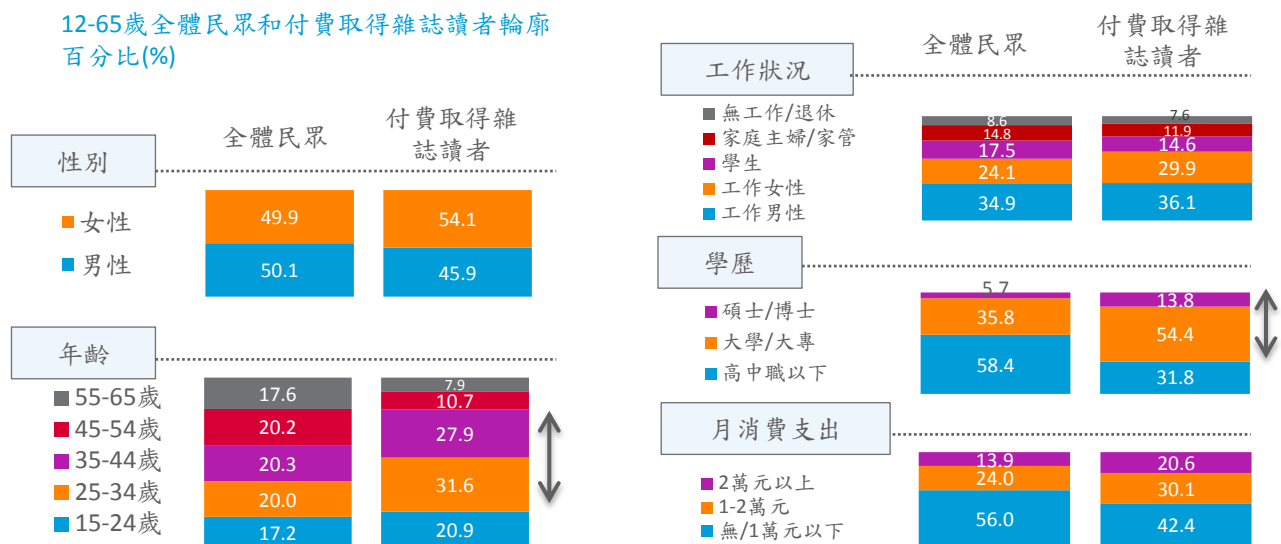 12-65歲全體民眾和付費取得雜誌讀者輪廓
百分比(%)
全體民眾
付費取得雜
誌讀者
性別
女性
男性
49.9
54.1
50.1
45.9
年齡
55-65歲
45-54歲
35-44歲
25-34歲
15-24歲
17.6
7.9
20.2
10.7
20.3
27.9
20.0
31.6
17.2
20.9
全體民眾
付費取得雜
誌讀者
工作狀況
無工作/退休
家庭主婦/家管
學生
工作女性
工作男性
8.6
7.6
14.8
11.9
17.5
14.6
24.1
29.9
34.9
36.1
學歷
碩士/博士
大學/大專
高中職以下
5.7
13.8
35.8
54.4
58.4
31.8
月消費支出
2萬元以上
1-2萬元
無/1萬元以下
13.9
20.6
24.0
30.1
56.0
42.4